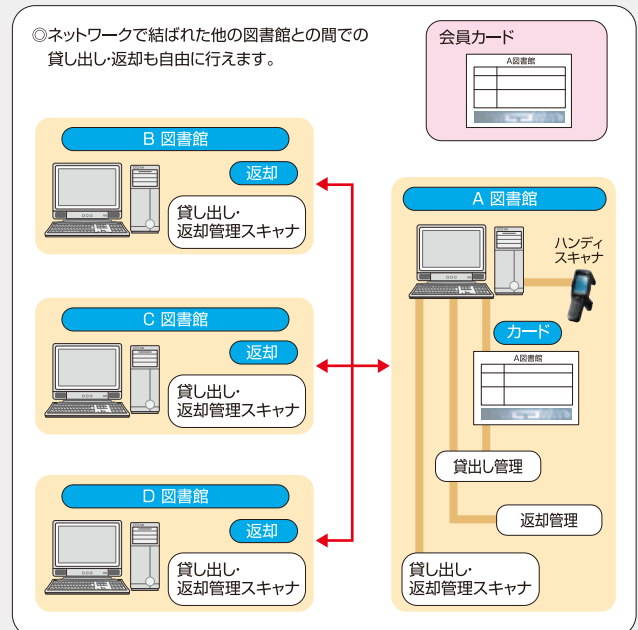 ◎ネットワークで結ばれた他の図書館との間での
貸し出し・返却も自由に行えます。
会員カード
A図書館
B 図書館
返却
貸し出し・
返却管理スキャナ
C 図書館
返却
貸し出し・
返却管理スキャナ
D 図書館
返却
貸し出し・
返却管理スキャナ
A 図書館
ハンディ
スキャナ
カード
A図書館
貸出し管理
返却管理
貸し出し・
返却管理スキャナ